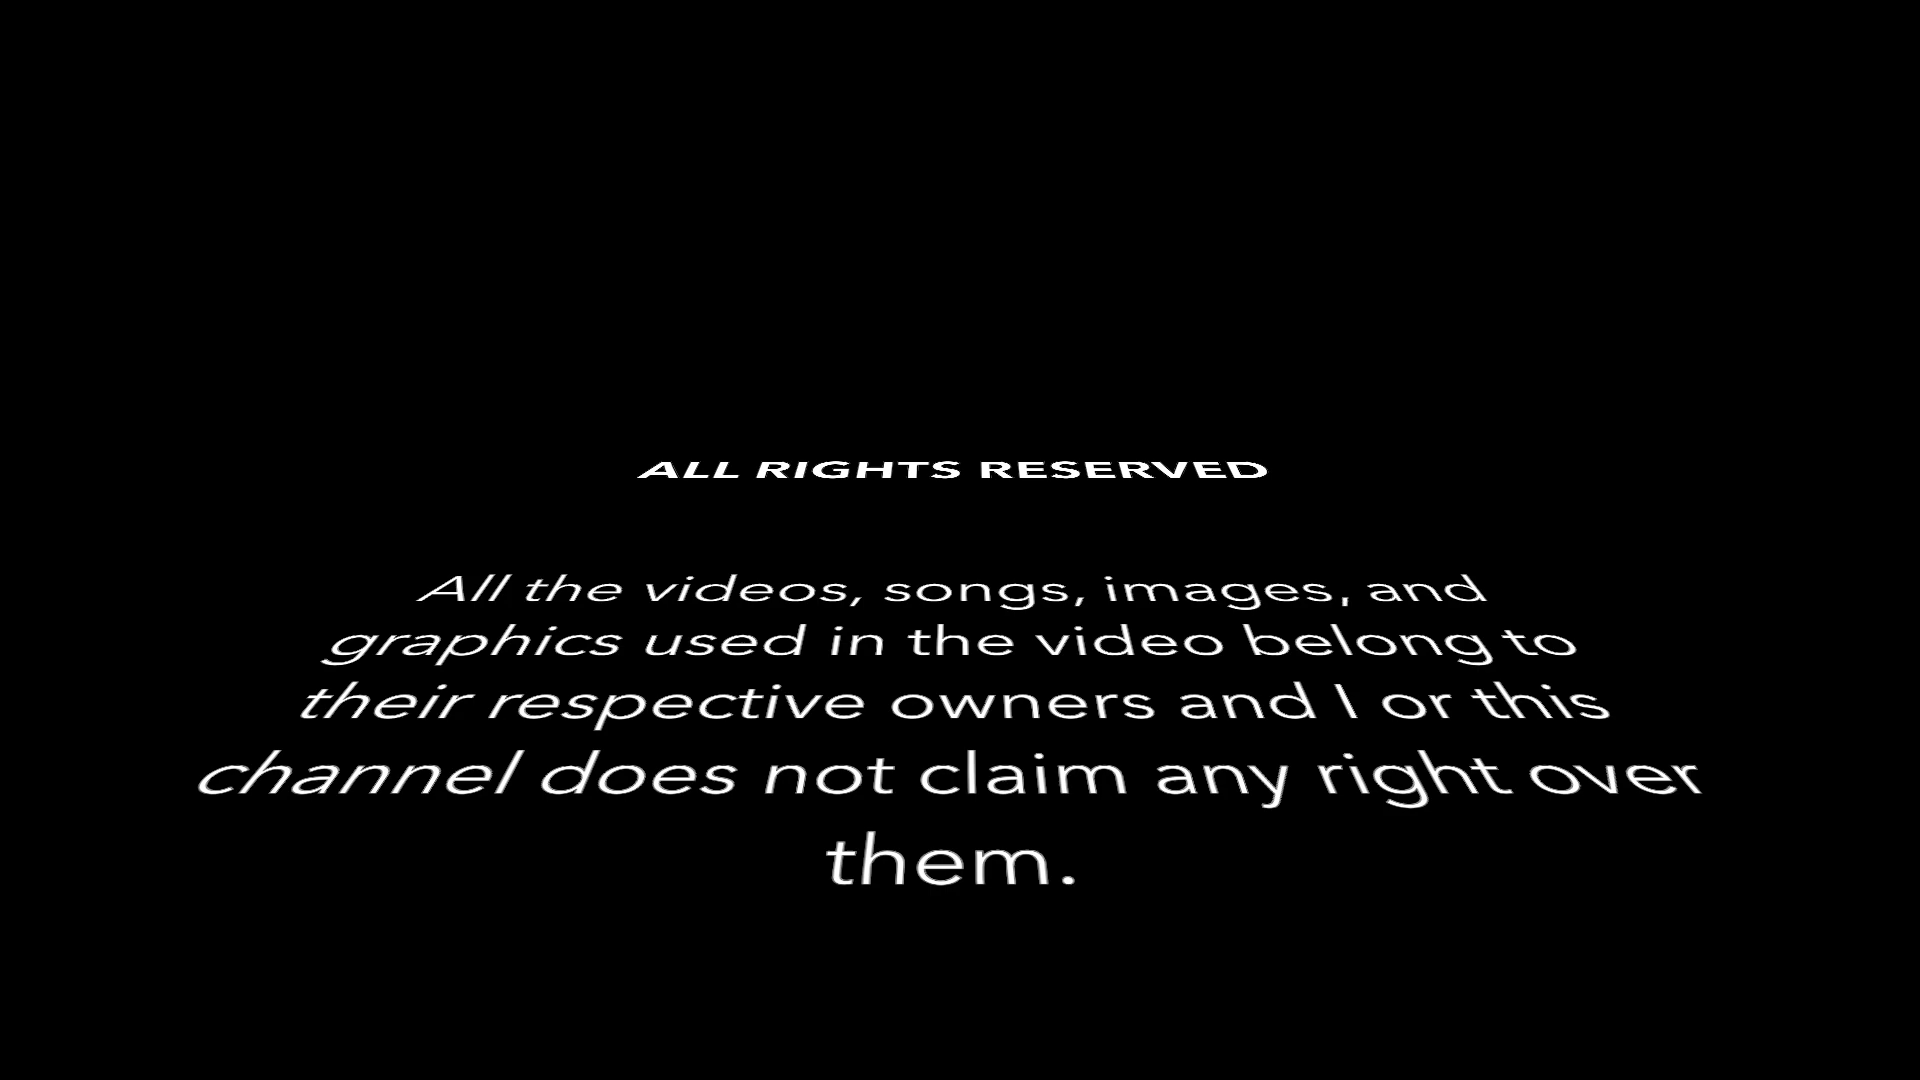 ALL RIGHTS RESERVED
All the videos, songs, images, and
graphics used in the video belong to
their respective owners and I or this
channel does not claim any right over
them.